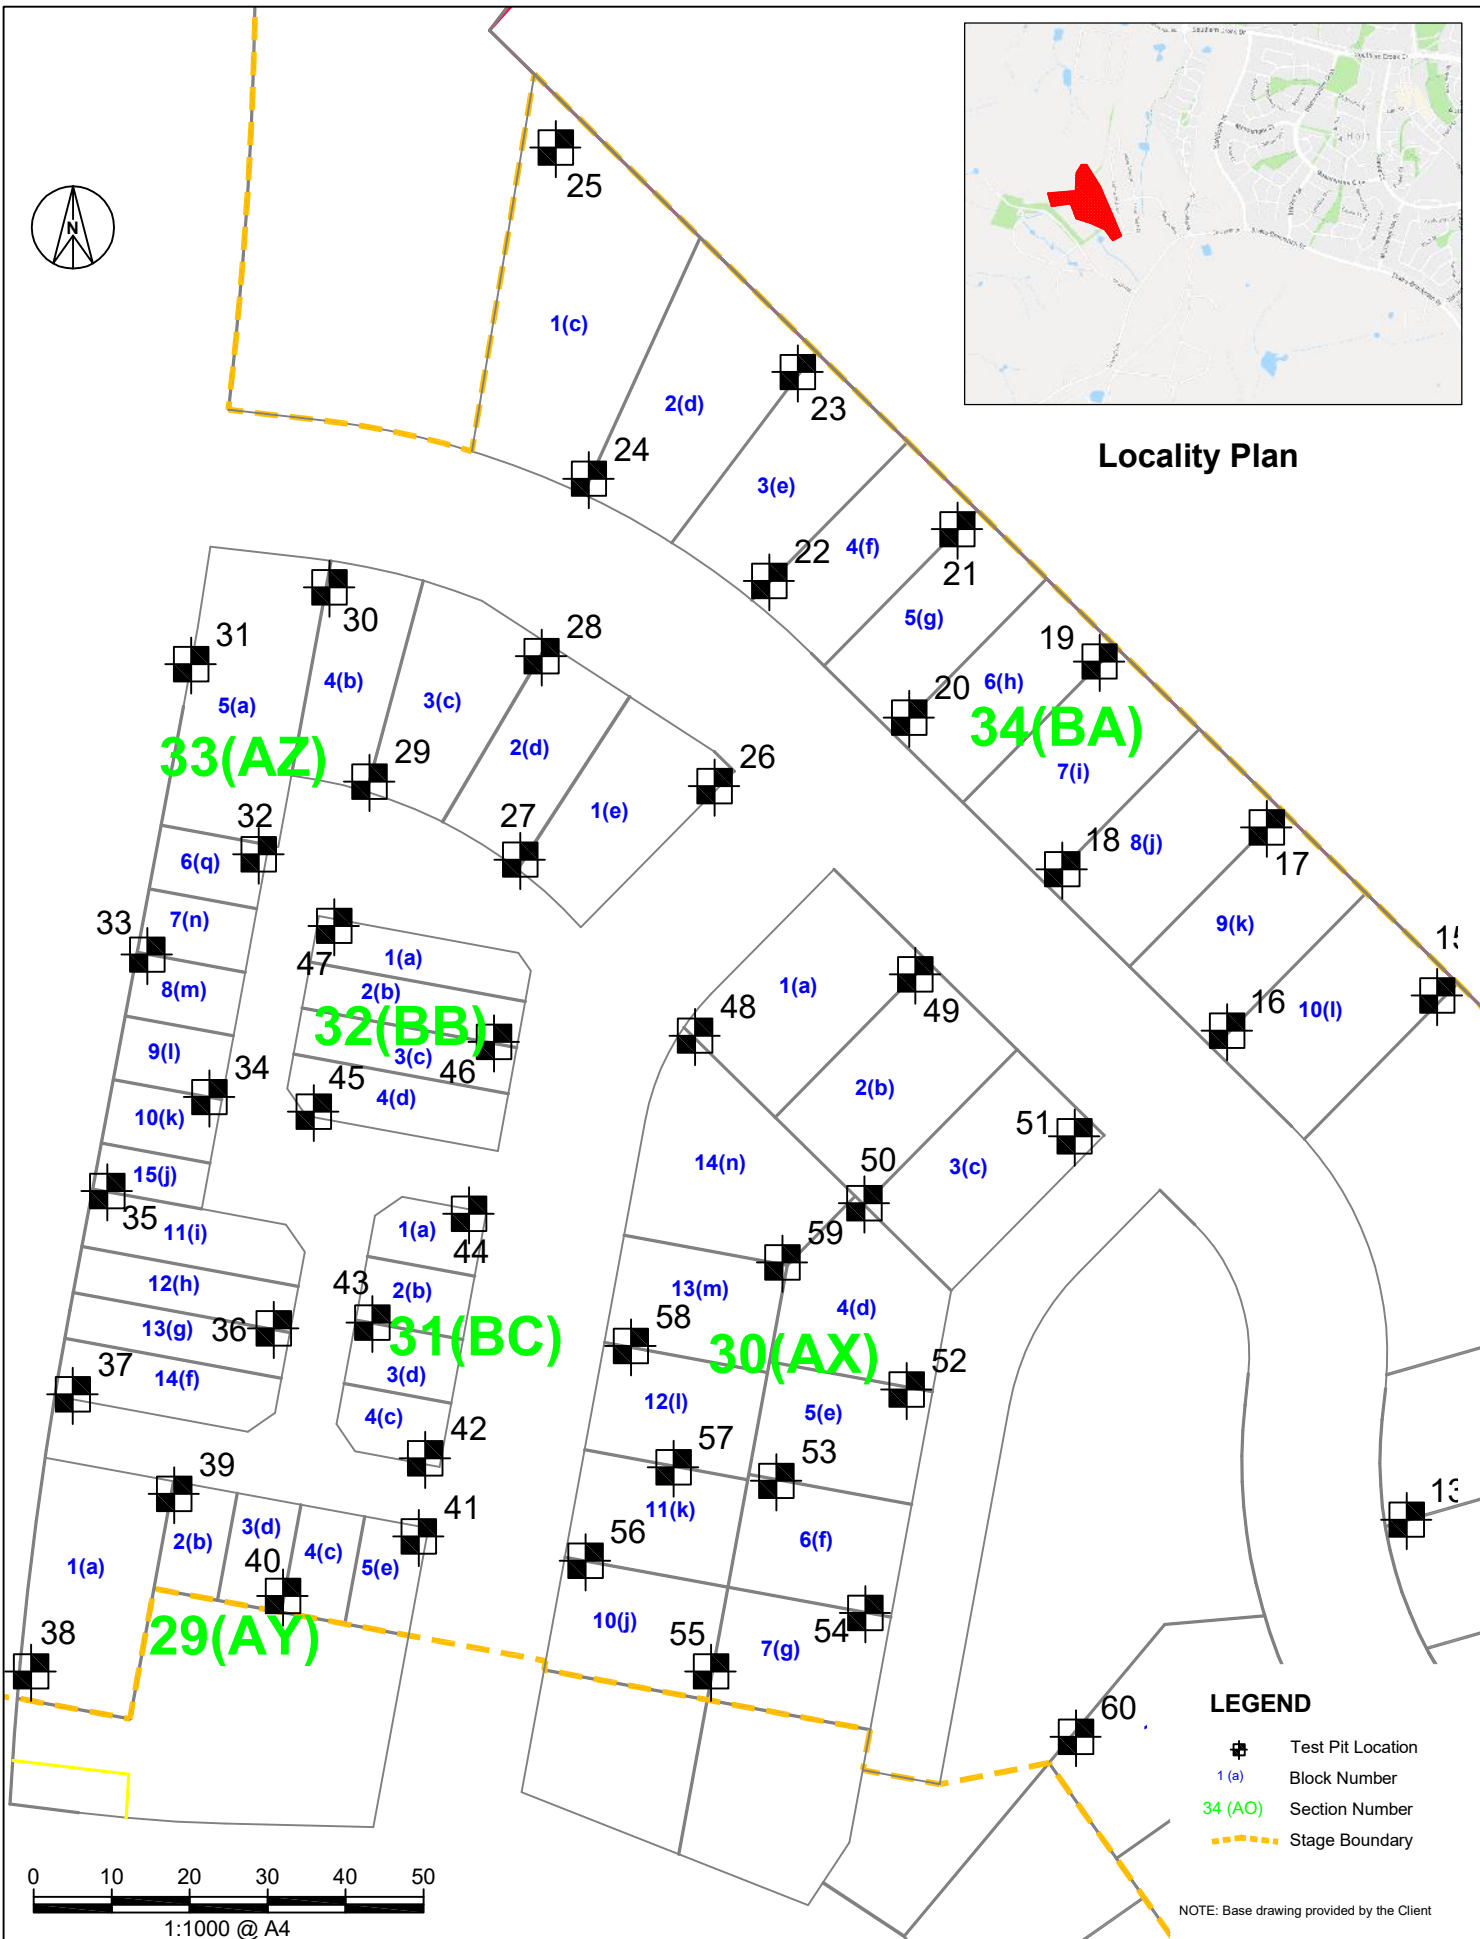 N
25
1(c)
2(d)
23
24
3(e)
Locality Plan
Holt
22
4(f)
21
5(g)
19
6(h)
20
34(BA)
7(i)
18
8(j)
17
9(k)
16
10(l)
31
30
28
5(a)
4(b)
3(c)
33(AZ)
29
2(d)
26
1(e)
27
32
6(q)
7(n)
33
8(m)
47
1(a)
2(b)
32(BB)
3(c)
46
9(l)
34
45
4(d)
10(k)
15(j)
35
11(i)
12(h)
13(g)
36
14(f)
37
1(a)
44
43
2(b)
31(BC)
3(d)
4(c)
42
1(a)
48
49
2(b)
14(n)
51
3(c)
50
59
13(m)
4(d)
58
30(AX)
52
12(l)
5(e)
57
53
11(k)
56
6(f)
10(j)
55
54
7(g)
39
41
2(b)
3(d)
4(c)
40
5(e)
1(a)
29(AY)
38
13
60
LEGEND
Test Pit Location
1 (a) Block Number
34 (AO) Section Number
Stage Boundary
NOTE: Base drawing provided by the Client
0 10 20 30 40 50
1:1000 @ A4